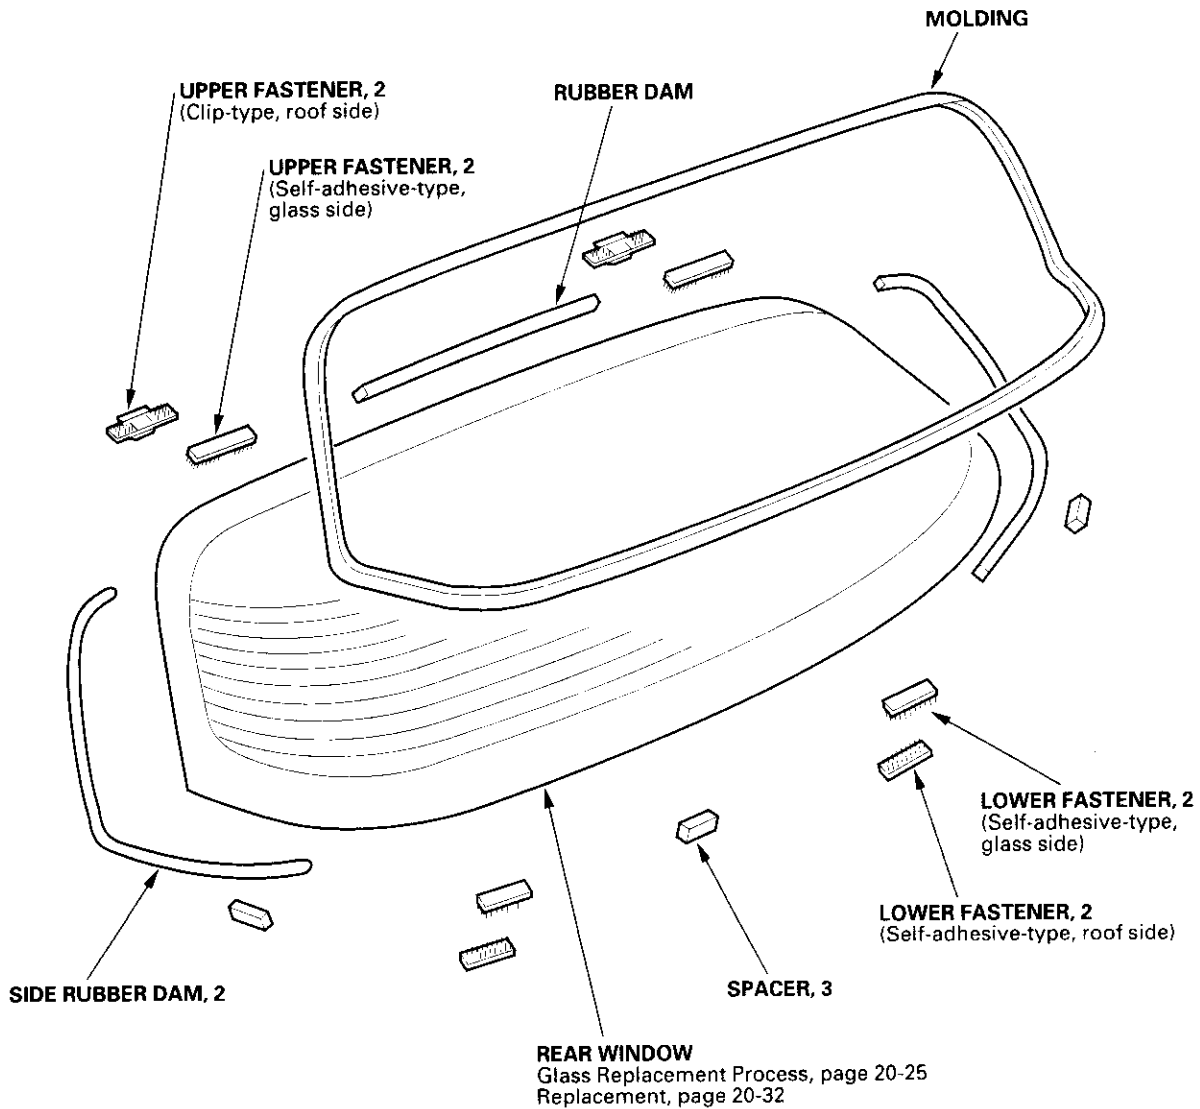 MOLDING
UPPER FASTENER, 2
(Clip-type, roof side)
RUBBER DAM
UPPER FASTENER, 2
(Self-adhesive-type,
glass side)
LOWER FASTENER, 2
(Self-adhesive-type,
glass side)
LOWER FASTENER, 2
(Self-adhesive-type, roof side)
SIDE RUBBER DAM, 2
SPACER, 3
REAR WINDOW
Glass Replacement Process, page 20-25
Replacement, page 20-32